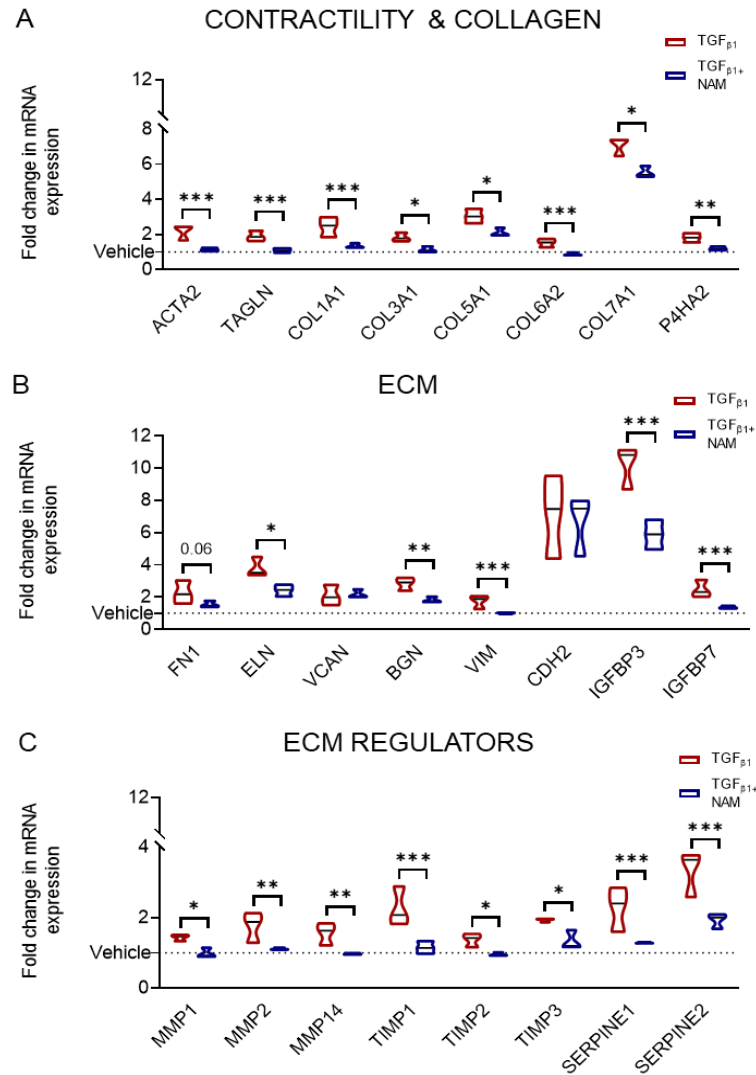 A
CONTRACTILITY & COLLAGEN
TGFβ1
TGFβ1+
NAM
Fold change in mRNA
expression
12
8
6
4
2
Vehicle
0
***
***
***
*
*
***
*
**
ACTA2
TAGLN
COL1A1
COL3A1
COL5A1
COL6A2
COL7A1
P4HA2
B
ECM
TGFβ1
TGFβ1+
NAM
Fold change in mRNA
expression
12
10
8
6
4
2
Vehicle
0
0.06
*
**
***
***
***
FN1
ELN
VCAN
BGN
VIM
CDH2
IGFBP3
IGFBP7
C
ECM REGULATORS
TGFβ1
TGFβ1+
NAM
Fold change in mRNA
expression
12
4
2
Vehicle
0
*
**
**
***
*
*
***
***
MMP1
MMP2
MMP14
TIMP1
TIMP2
TIMP3
SERPINE1
SERPINE2